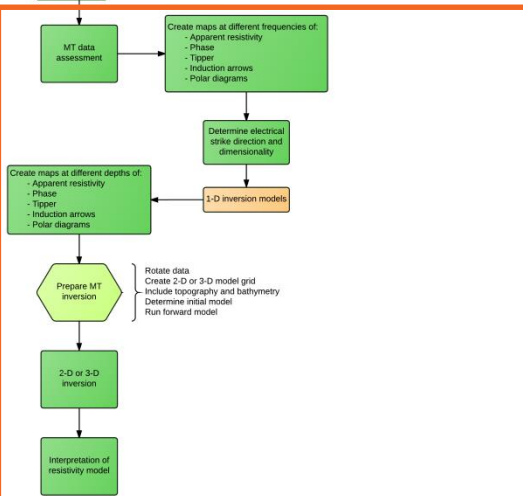 MT data
assessment
Create maps at different frequencies of:
- Apparent resistivity
- Phase
- Tipper
- Induction arrows
- Polar diagrams
Determine electrical
strike direction and
dimensionality
1-D inversion models
Create maps at different depths of:
- Apparent resistivity
- Phase
- Tipper
- Induction arrows
- Polar diagrams
Prepare MT
inversion
Rotate data
Create 2-D or 3-D model grid
Include topography and bathymetry
Determine initial model
Run forward model
2-D or 3-D
inversion
Interpretation of
resistivity model